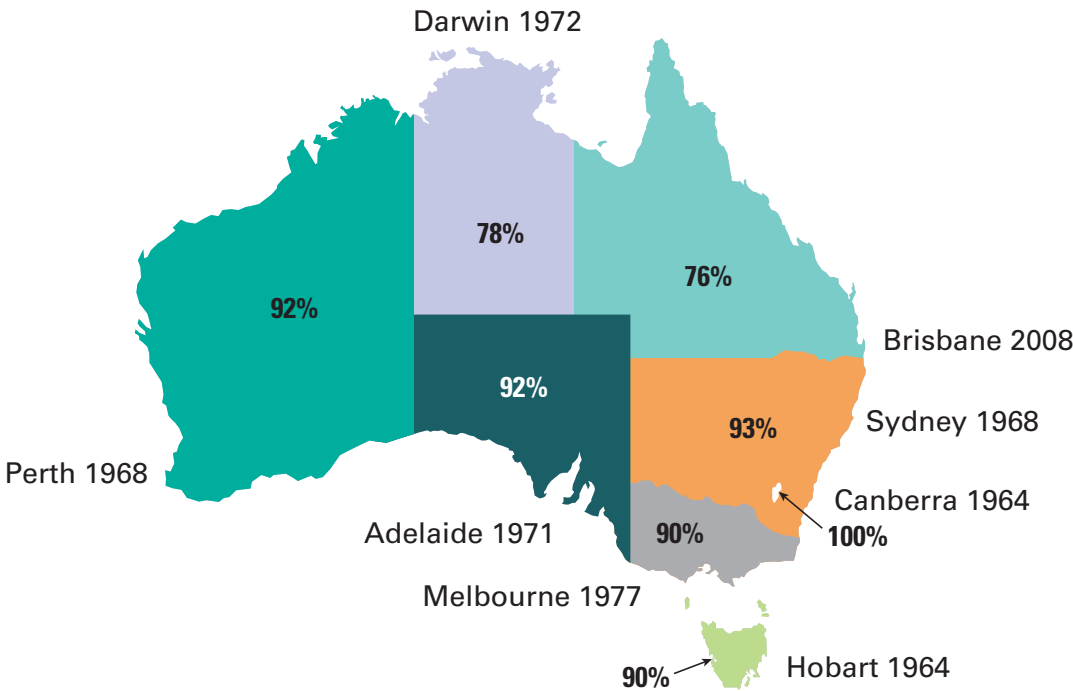 Darwin 1972
78%
76%
92%
Brisbane 2008
92%
Sydney 1968
93%
Perth 1968
Canberra 1964
100%
Adelaide 1971
90%
Melbourne 1977
90%
Hobart 1964